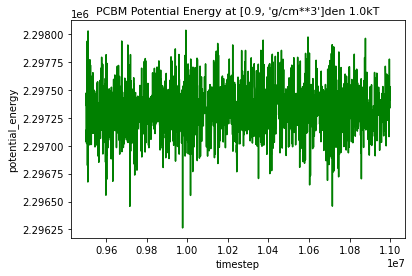 PCBM Potential Energy at [0.9, 'g/cm**3']den 1.0kT
1e6
2.29800
2.29775
2.29750
2.29725
2.29700
2.29675
2.29650
2.29625
potential_energy
0.96 0.98 1.00 1.02 1.04 1.06 1.08 1.10
timestep
1e7